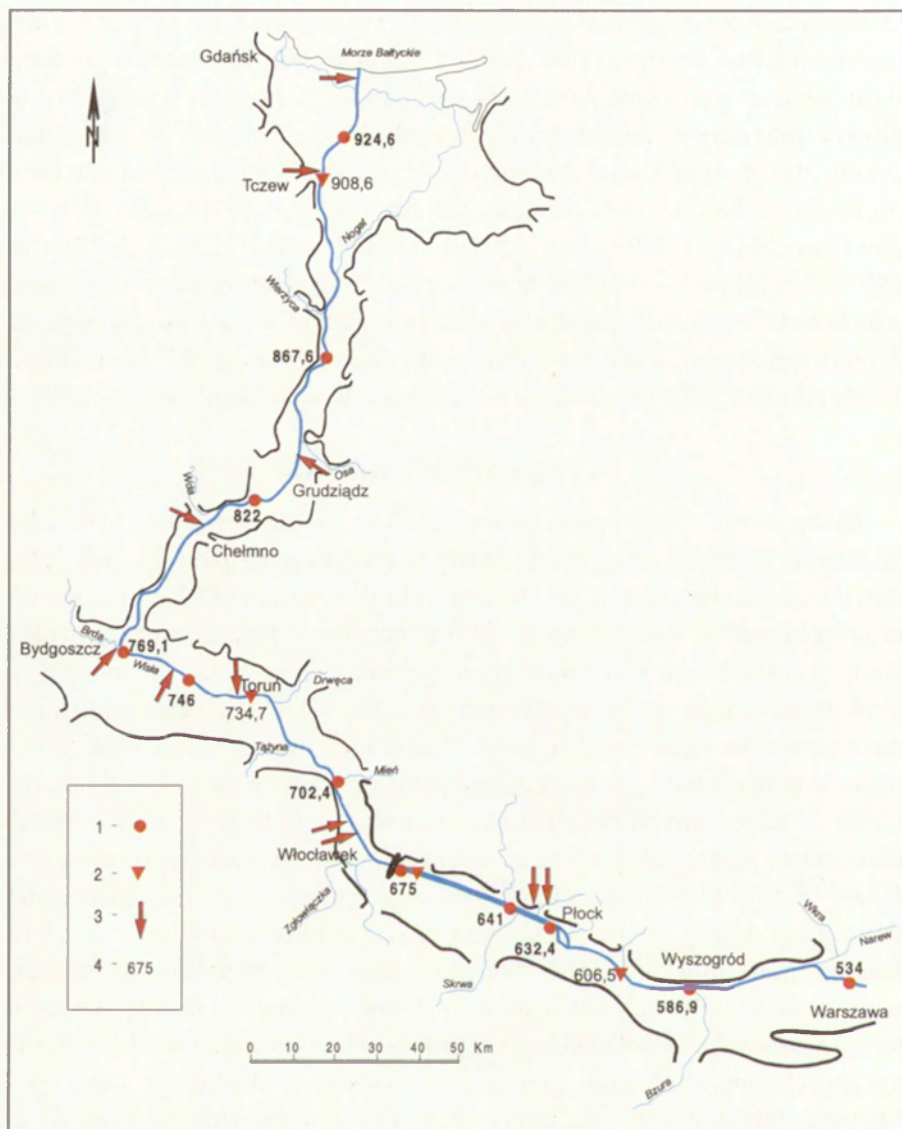 Gdańsk
Morze Bałtyckie
N
924,6
Tczew
908,6
Nogat
Wierzyca
867,6
Osa
Grudziądz
Wda
822
Chełmno
Brda
Bydgoszcz
769,1
Wisła
746
Toruń
734,7
Drwęca
Tążyna
702,4
Mień
Włocławek
Zgłowiączka
675
641
Płock
632,4
Skrwa
606,5
Wyszogród
586,9
Wkra
Narew
534
Warszawa
Bzura
1 -
2 -
3 -
4 - 675
0 10 20 30 40 50 Km